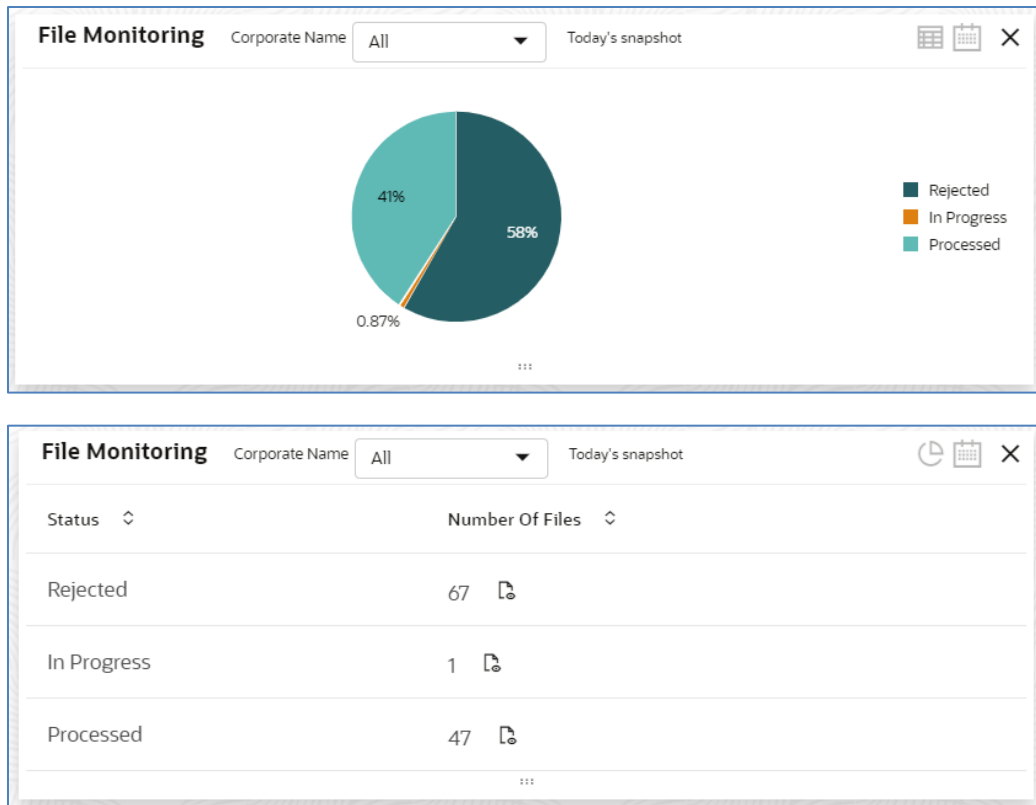 File Monitoring Corporate Name All Today's snapshot
41%
58%
0.87%
Rejected
In Progress
Processed
File Monitoring Corporate Name All Today's snapshot
Status Number Of Files
Rejected 67
In Progress 1
Processed 47